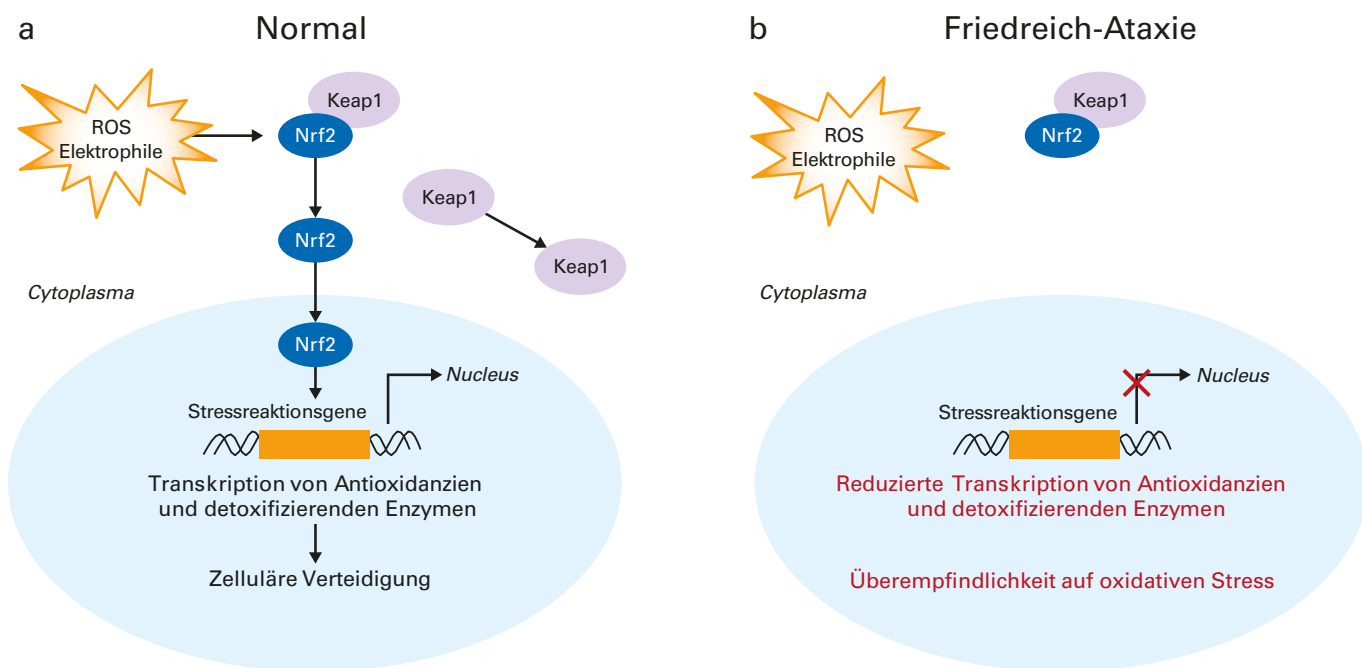 a
Normal
ROS
Elektrophile
Keap1
Nrf2
Keap1
Nrf2
Keap1
Cytoplasma
Nrf2
Nucleus
Stressreaktionsgene
Transkription von Antioxidanzien
und detoxifizierenden Enzymen
Zelluläre Verteidigung
b
Friedreich-Ataxie
ROS
Elektrophile
Keap1
Nrf2
Cytoplasma
Nucleus
Stressreaktionsgene
Reduzierte Transkription von Antioxidanzien
und detoxifizierenden Enzymen
Überempfindlichkeit auf oxidativen Stress